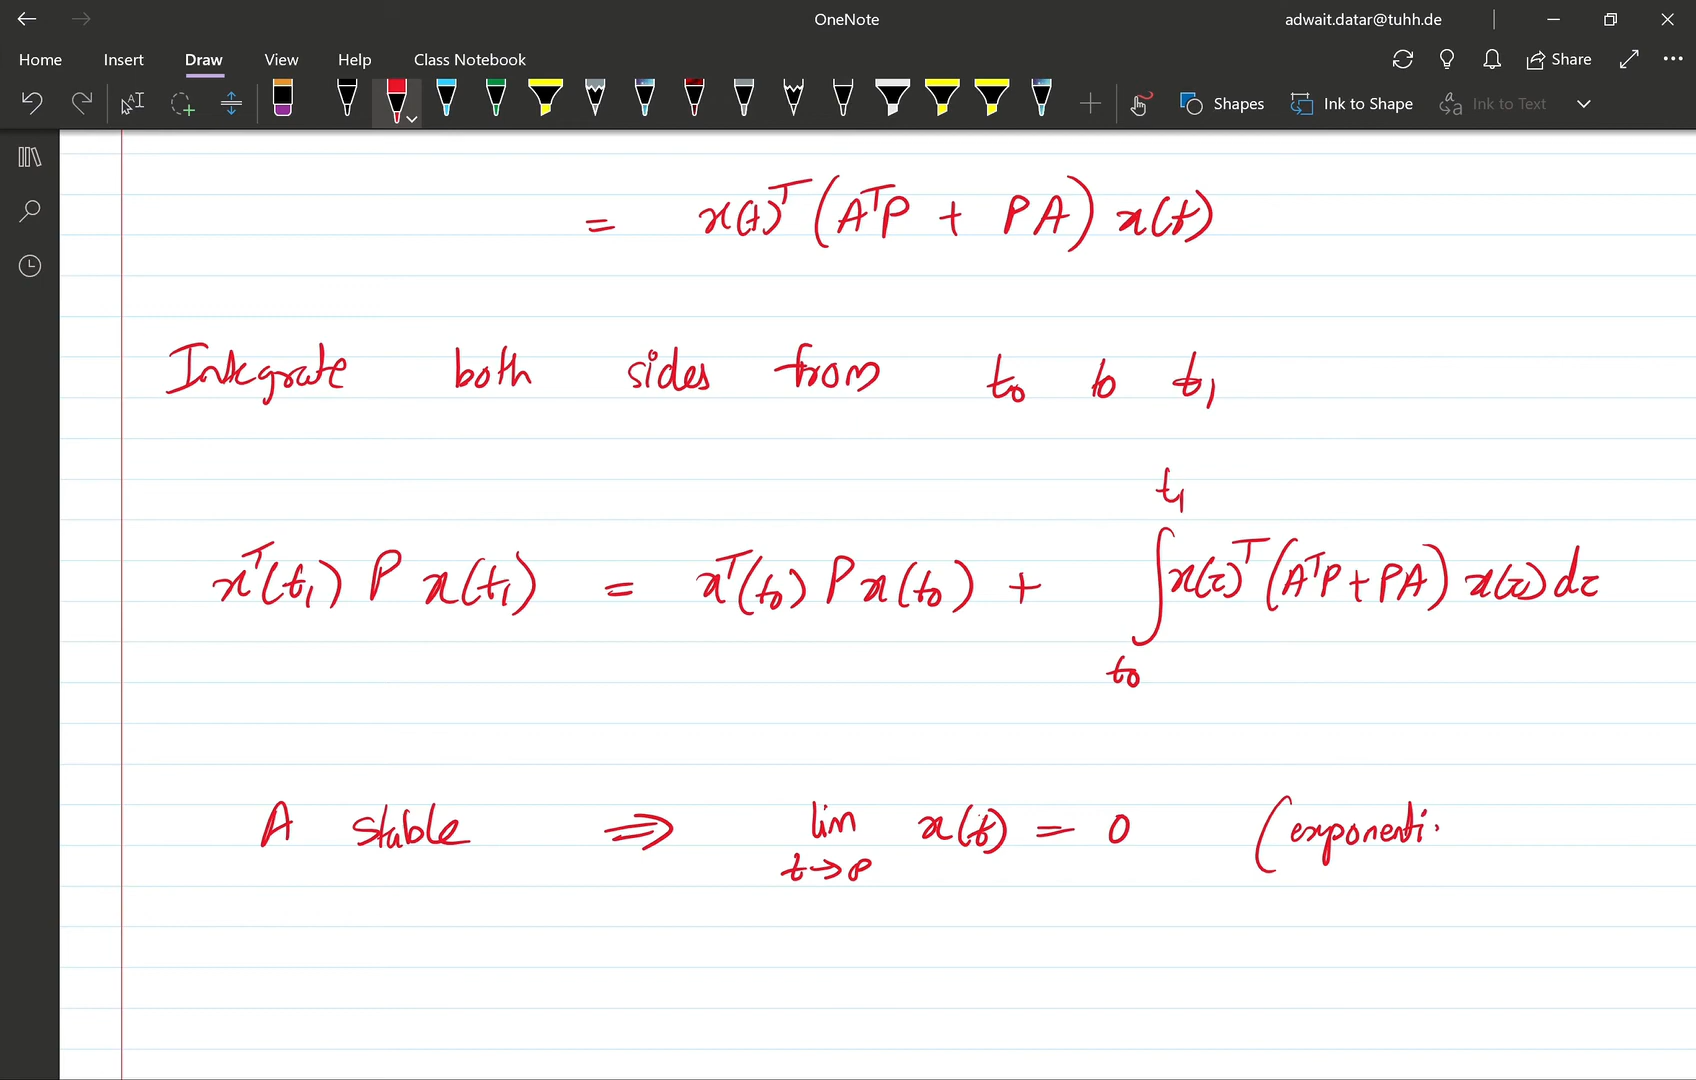 OneNote
adwait.datar@tuhh.de
Home Insert Draw View Help Class Notebook
Share
Shapes Ink to Shape Ink to Text
= x(t)ᵀ (AᵀP + PA) x(t)
Integrate both sides from t₀ to t₁
xᵀ(t₁) P x(t₁) = xᵀ(t₀) P x(t₀) + ∫_{t₀}^{t₁} x(τ)ᵀ (AᵀP + PA) x(τ) dτ
A stable ⇒ lim_{t→∞} x(t) = 0 (exponenti